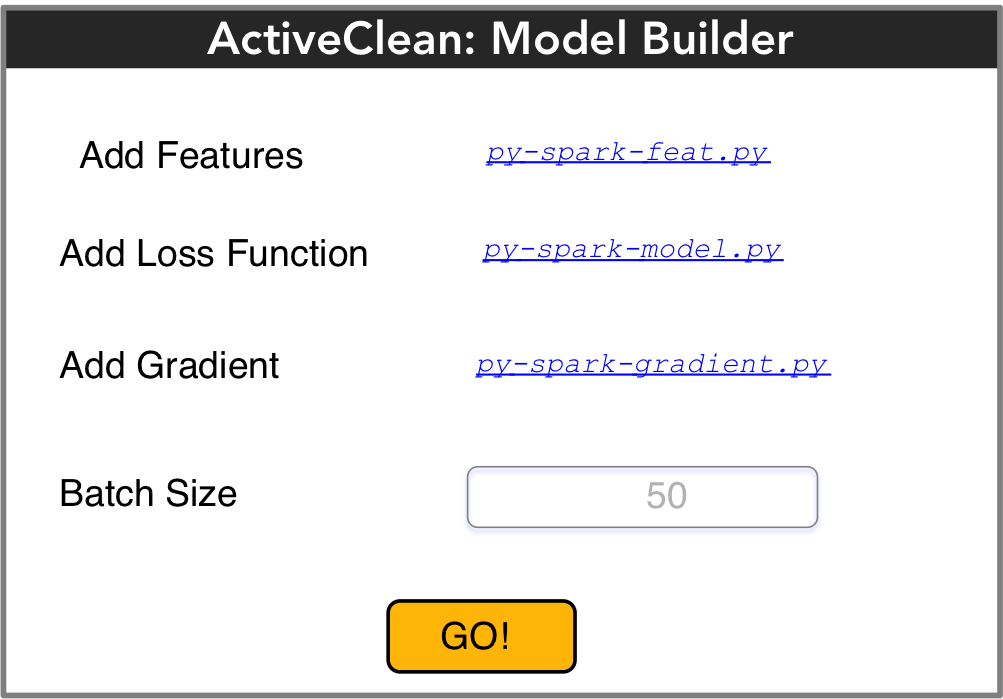 ActiveClean: Model Builder
Add Features py-spark-feat.py
Add Loss Function py-spark-model.py
Add Gradient py-spark-gradient.py
Batch Size 50
GO!